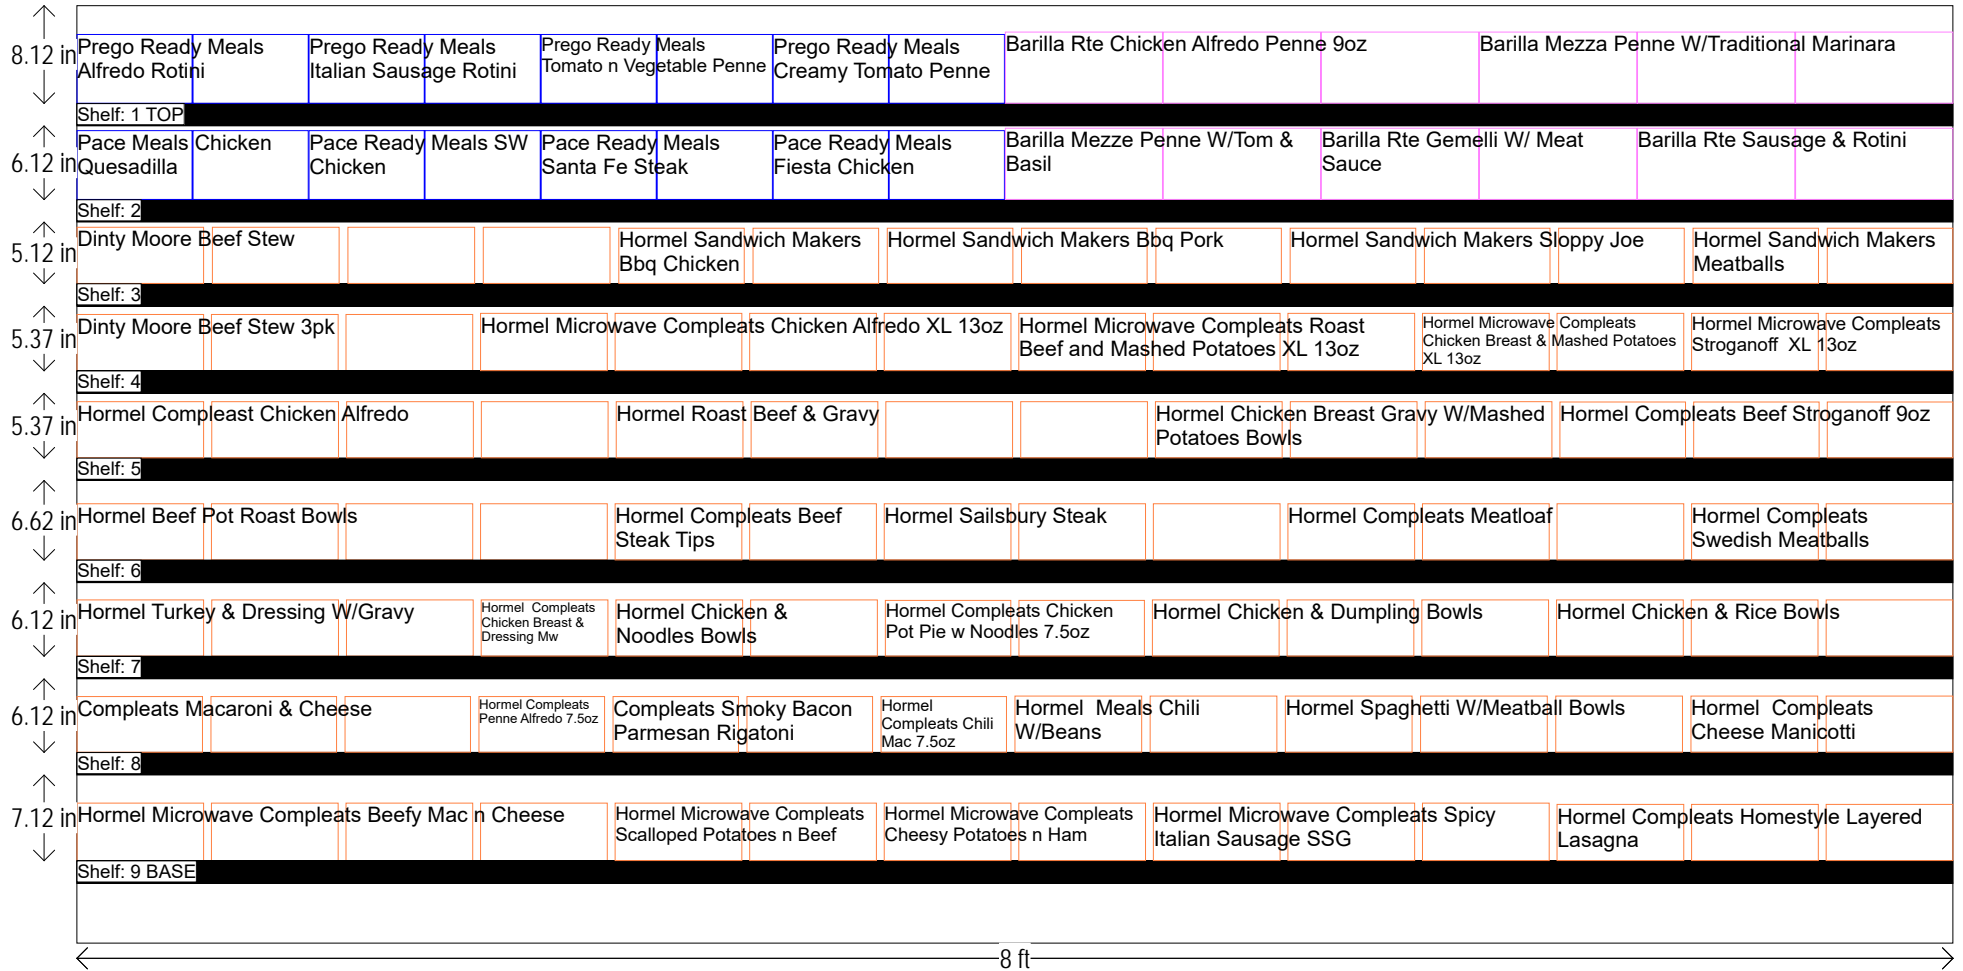 8.12 in
Prego Ready Meals
Alfredo Rotini
Prego Ready Meals
Italian Sausage Rotini
Prego Ready Meals
Tomato n Vegetable Penne
Prego Ready Meals
Creamy Tomato Penne
Barilla Rte Chicken Alfredo Penne 9oz
Barilla Mezza Penne W/Traditional Marinara
Shelf: 1 TOP
6.12 in
Pace Meals Chicken
Quesadilla
Pace Ready Meals SW
Chicken
Pace Ready Meals
Santa Fe Steak
Pace Ready Meals
Fiesta Chicken
Barilla Mezze Penne W/Tom &
Basil
Barilla Rte Gemelli W/ Meat
Sauce
Barilla Rte Sausage & Rotini
Shelf: 2
5.12 in
Dinty Moore Beef Stew
Hormel Sandwich Makers
Bbq Chicken
Hormel Sandwich Makers Bbq Pork
Hormel Sandwich Makers Sloppy Joe
Hormel Sandwich Makers
Meatballs
Shelf: 3
5.37 in
Dinty Moore Beef Stew 3pk
Hormel Microwave Compleats Chicken Alfredo XL 13oz
Hormel Microwave Compleats Roast
Beef and Mashed Potatoes XL 13oz
Hormel Microwave Compleats
Chicken Breast & Mashed Potatoes
XL 13oz
Hormel Microwave Compleats
Stroganoff XL 13oz
Shelf: 4
5.37 in
Hormel Compleast Chicken Alfredo
Hormel Roast Beef & Gravy
Hormel Chicken Breast Gravy W/Mashed
Potatoes Bowls
Hormel Compleats Beef Stroganoff 9oz
Shelf: 5
6.62 in
Hormel Beef Pot Roast Bowls
Hormel Compleats Beef
Steak Tips
Hormel Sailsbury Steak
Hormel Compleats Meatloaf
Hormel Compleats
Swedish Meatballs
Shelf: 6
6.12 in
Hormel Turkey & Dressing W/Gravy
Hormel Compleats
Chicken Breast &
Dressing Mw
Hormel Chicken &
Noodles Bowls
Hormel Compleats Chicken
Pot Pie w Noodles 7.5oz
Hormel Chicken & Dumpling Bowls
Hormel Chicken & Rice Bowls
Shelf: 7
6.12 in
Compleats Macaroni & Cheese
Hormel Compleats
Penne Alfredo 7.5oz
Compleats Smoky Bacon
Parmesan Rigatoni
Hormel
Compleats Chili
Mac 7.5oz
Hormel Meals Chili
W/Beans
Hormel Spaghetti W/Meatball Bowls
Hormel Compleats
Cheese Manicotti
Shelf: 8
7.12 in
Hormel Microwave Compleats Beefy Mac n Cheese
Hormel Microwave Compleats
Scalloped Potatoes n Beef
Hormel Microwave Compleats
Cheesy Potatoes n Ham
Hormel Microwave Compleats Spicy
Italian Sausage SSG
Hormel Compleats Homestyle Layered
Lasagna
Shelf: 9 BASE
8 ft